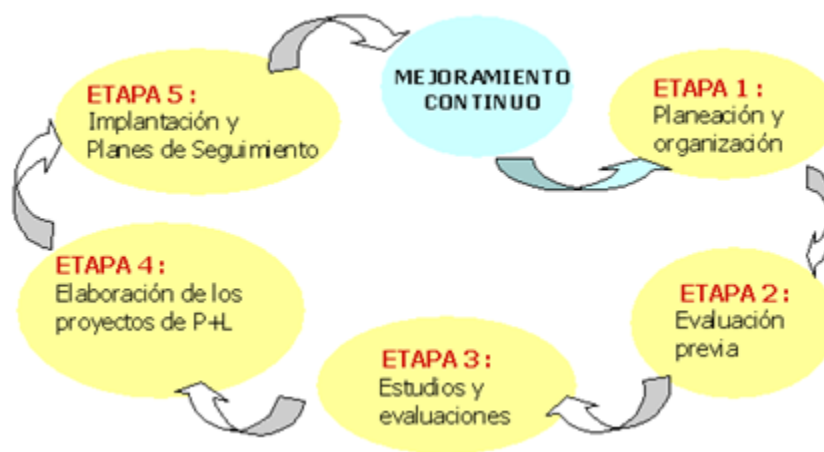 MEJORAMIENTO
CONTINUO
ETAPA 1 :
Planeación y
organización
ETAPA 2 :
Evaluación
previa
ETAPA 3 :
Estudios y
evaluaciones
ETAPA 4 :
Elaboración de los
proyectos de P+L
ETAPA 5 :
Implantación y
Planes de Seguimiento